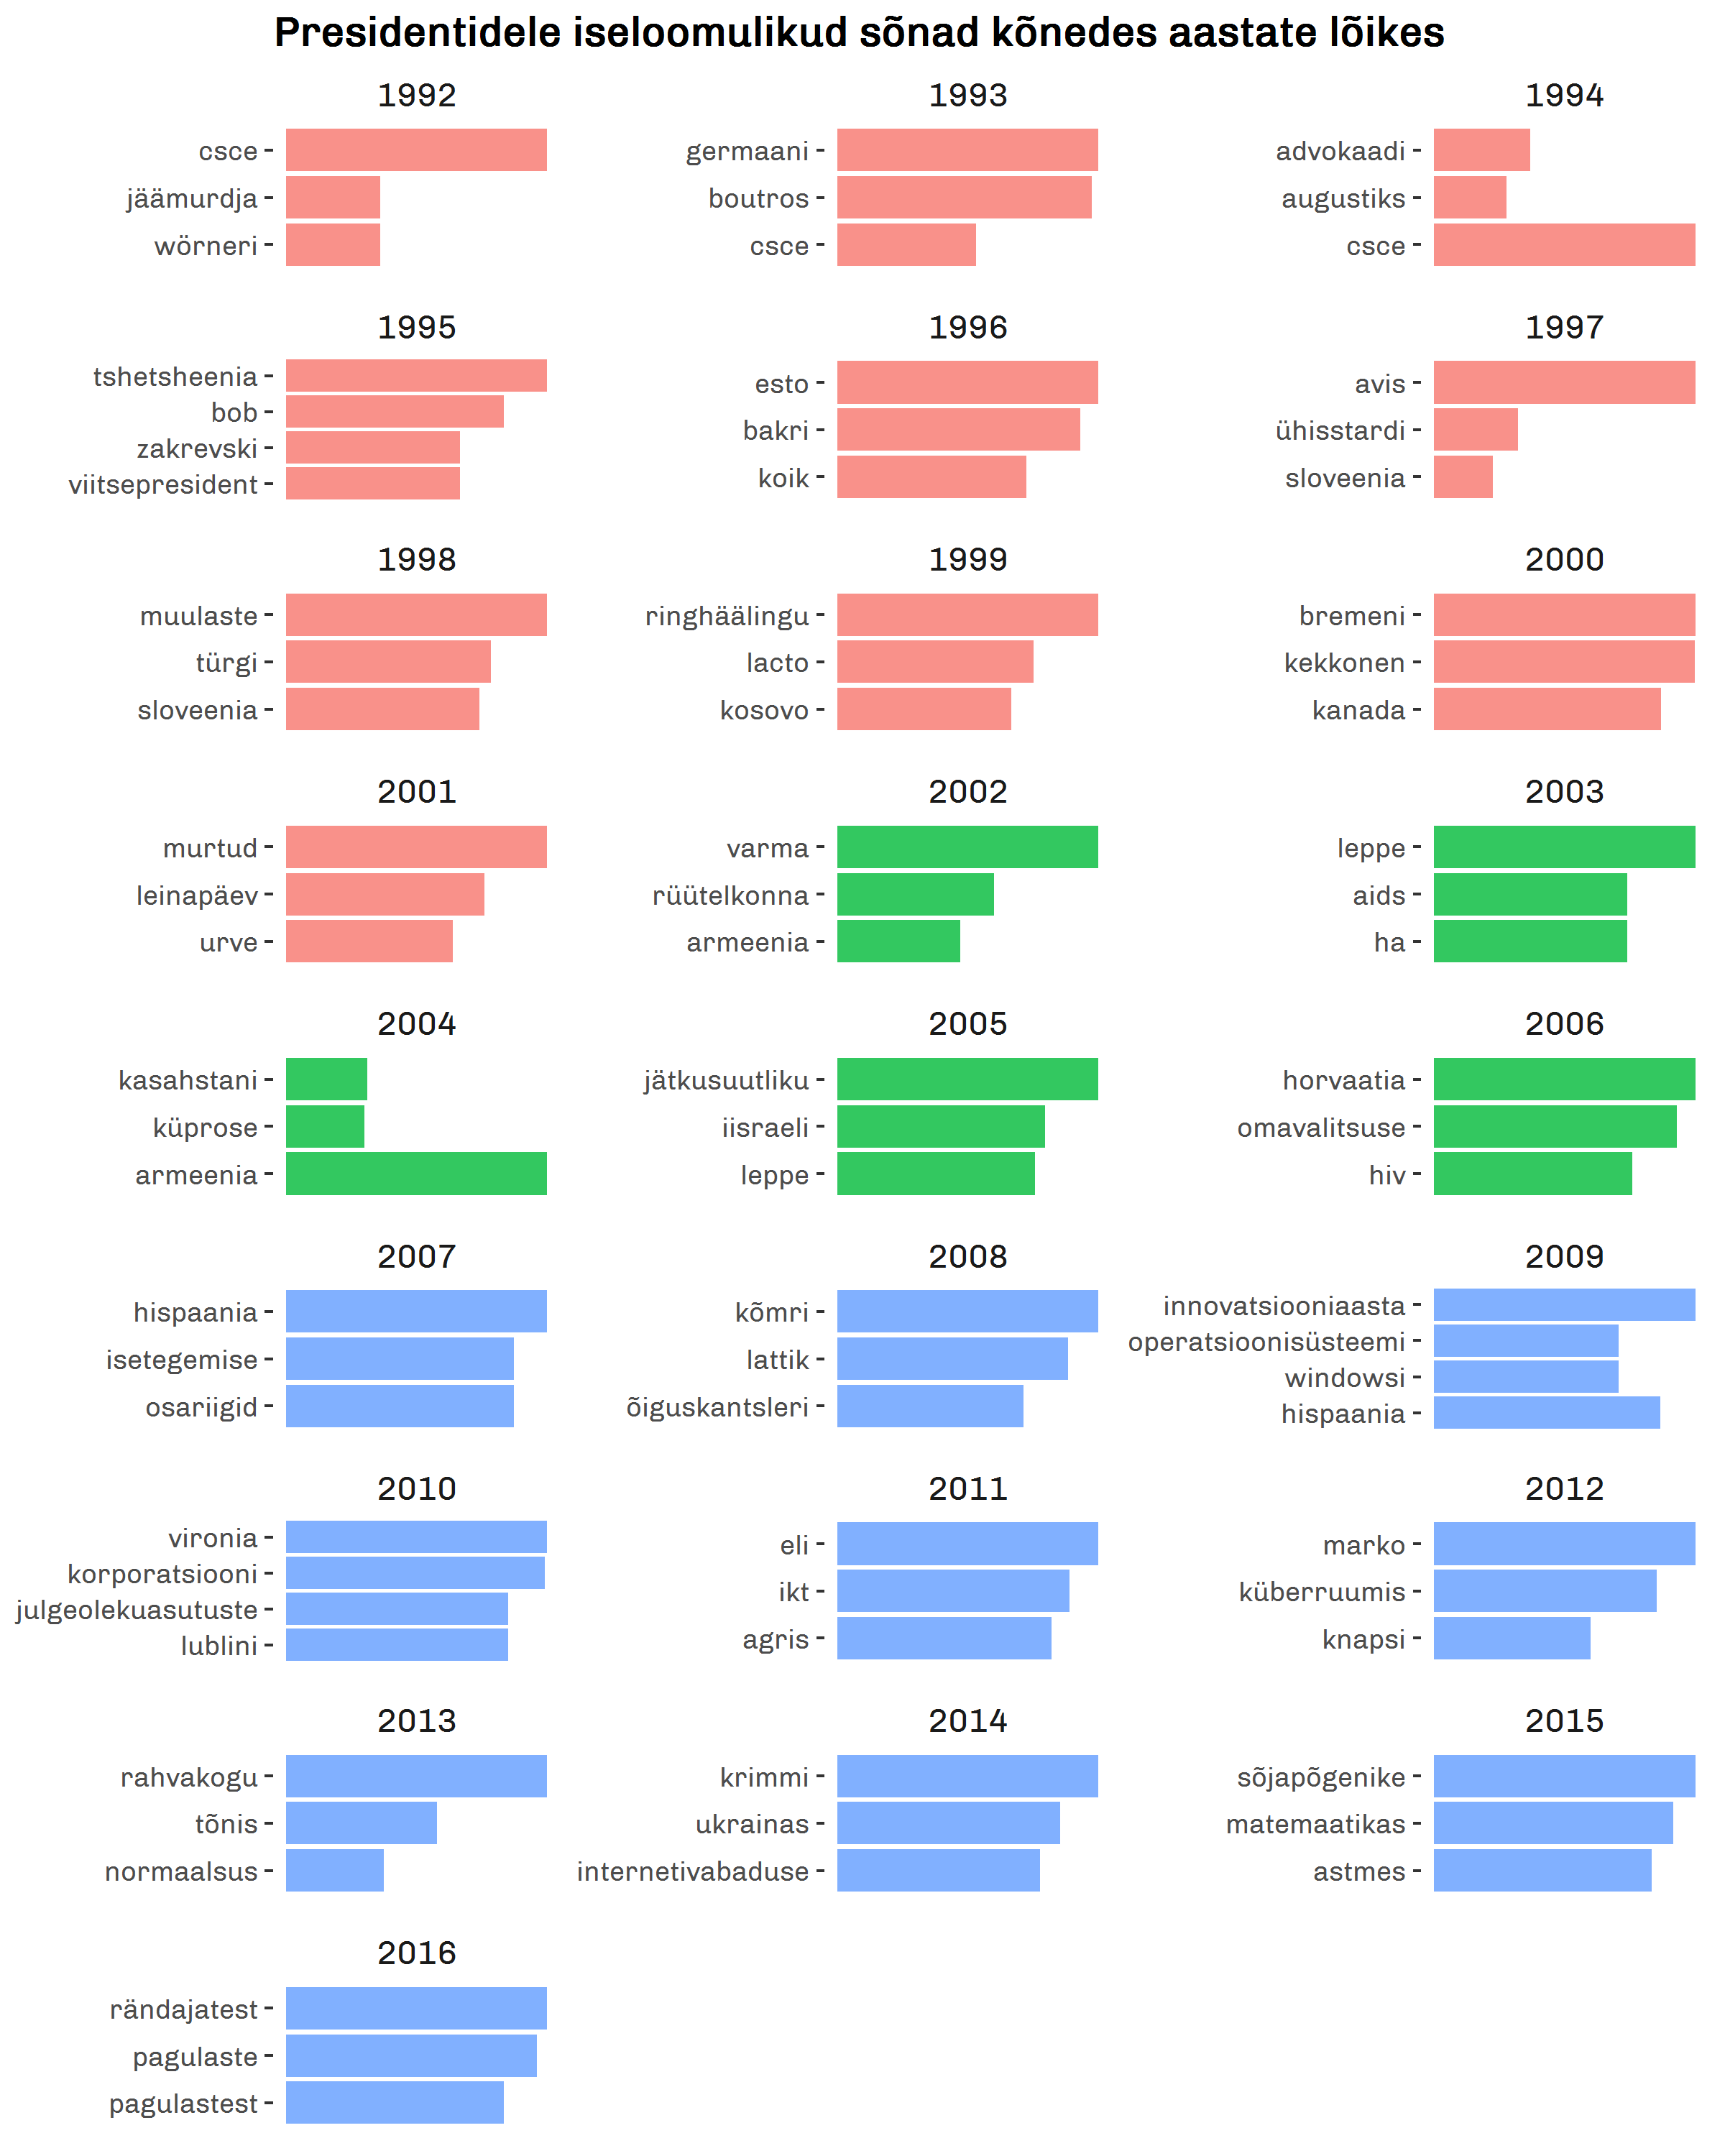 Presidentidele iseloomulikud sõnad kõnedes aastate lõikes
1992
csce
jäämurdja
wörneri
1993
germaani
boutros
csce
1994
advokaadi
augustiks
csce
1995
tshetsheenia
bob
zakrevski
viitsepresident
1996
esto
bakri
koik
1997
avis
ühisstardi
sloveenia
1998
muulaste
türgi
sloveenia
1999
ringhäälingu
lacto
kosovo
2000
bremeni
kekkonen
kanada
2001
murtud
leinapäev
urve
2002
varma
rüütelkonna
armeenia
2003
leppe
aids
ha
2004
kasahstani
küprose
armeenia
2005
jätkusuutliku
iisraeli
leppe
2006
horvaatia
omavalitsuse
hiv
2007
hispaania
isetegemise
osariigid
2008
kõmri
lattik
õiguskantsleri
2009
innovatsiooniaasta
operatsioonisüsteemi
windowsi
hispaania
2010
vironia
korporatsiooni
julgeolekuasutuste
lublini
2011
eli
ikt
agris
2012
marko
küberruumis
knapsi
2013
rahvakogu
tõnis
normaalsus
2014
krimmi
ukrainas
internetivabaduse
2015
sõjapõgenike
matemaatikas
astmes
2016
rändajatest
pagulaste
pagulastest